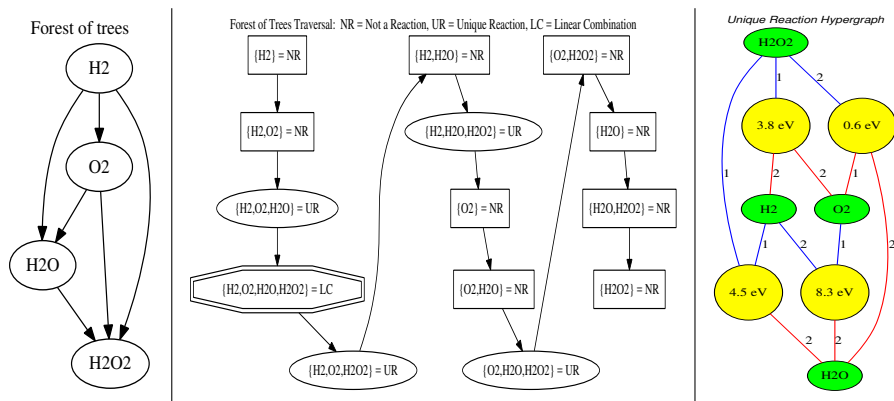 Forest of trees
H2
O2
H2O
H2O2
Forest of Trees Traversal: NR = Not a Reaction, UR = Unique Reaction, LC = Linear Combination
{H2} = NR
{H2,O2} = NR
{H2,O2,H2O} = UR
{H2,O2,H2O,H2O2} = LC
{H2,O2,H2O2} = UR
{H2,H2O} = NR
{H2,H2O,H2O2} = UR
{O2} = NR
{O2,H2O} = NR
{O2,H2O,H2O2} = UR
{O2,H2O2} = NR
{H2O} = NR
{H2O,H2O2} = NR
{H2O2} = NR
Unique Reaction Hypergraph
H2O2
1 2
3.8 eV 0.6 eV
1 2 2 1
H2 O2
1 2 1 2
4.5 eV 8.3 eV
2 2
H2O